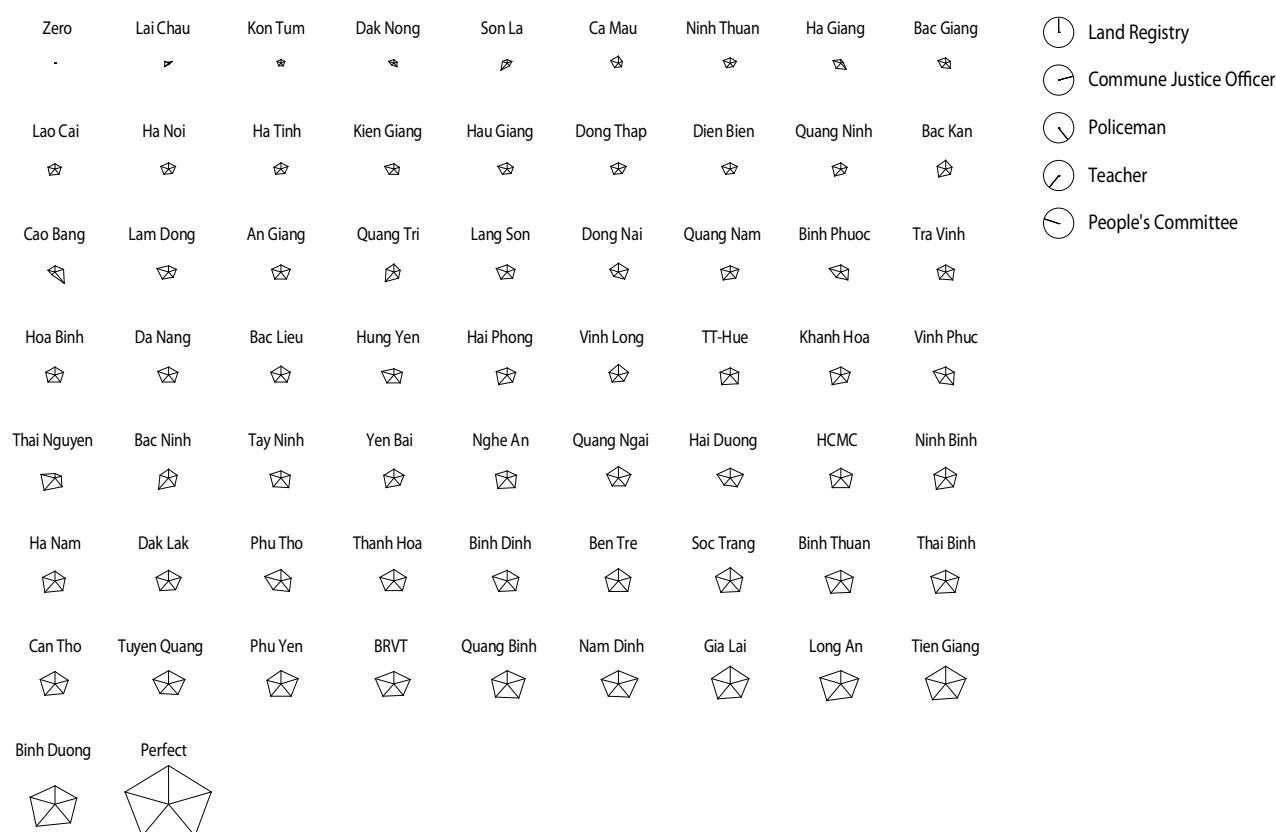 Zero Lai Chau Kon Tum Dak Nong Son La Ca Mau Ninh Thuan Ha Giang Bac Giang
Lao Cai Ha Noi Ha Tinh Kien Giang Hau Giang Dong Thap Dien Bien Quang Ninh Bac Kan
Cao Bang Lam Dong An Giang Quang Tri Lang Son Dong Nai Quang Nam Binh Phuoc Tra Vinh
Hoa Binh Da Nang Bac Lieu Hung Yen Hai Phong Vinh Long TT-Hue Khanh Hoa Vinh Phuc
Thai Nguyen Bac Ninh Tay Ninh Yen Bai Nghe An Quang Ngai Hai Duong HCMC Ninh Binh
Ha Nam Dak Lak Phu Tho Thanh Hoa Binh Dinh Ben Tre Soc Trang Binh Thuan Thai Binh
Can Tho Tuyen Quang Phu Yen BRVT Quang Binh Nam Dinh Gia Lai Long An Tien Giang
Binh Duong Perfect
Land Registry
Commune Justice Officer
Policeman
Teacher
People's Committee